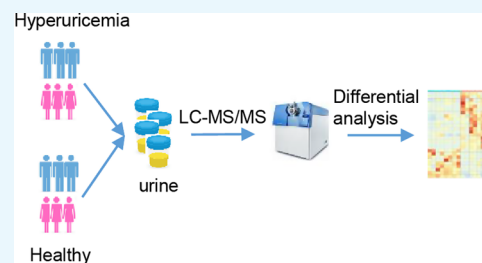 Hyperuricemia
LC-MS/MS
Differential
analysis
urine
Healthy